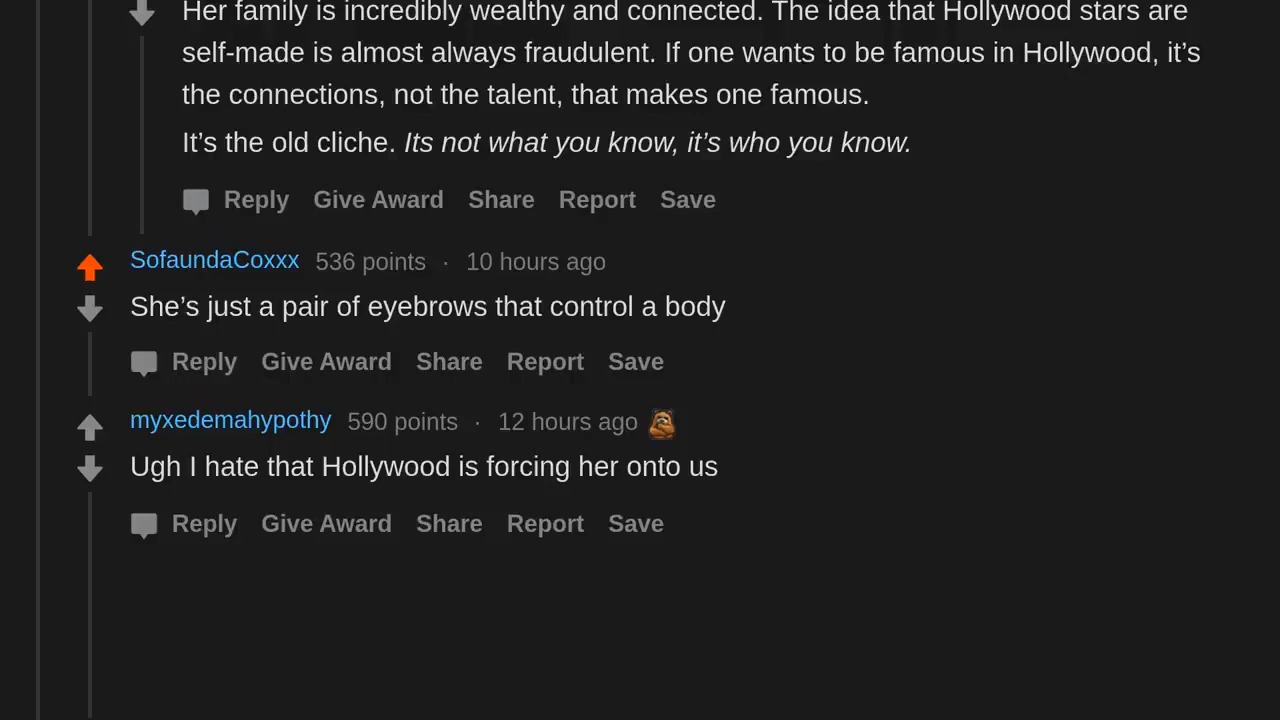 Her family is incredibly wealthy and connected. The idea that Hollywood stars are
self-made is almost always fraudulent. If one wants to be famous in Hollywood, it’s
the connections, not the talent, that makes one famous.
It’s the old cliche. Its not what you know, it’s who you know.
Reply Give Award Share Report Save
SofaundaCoxxx 536 points · 10 hours ago
She’s just a pair of eyebrows that control a body
Reply Give Award Share Report Save
myxedemahypothy 590 points · 12 hours ago
Ugh I hate that Hollywood is forcing her onto us
Reply Give Award Share Report Save